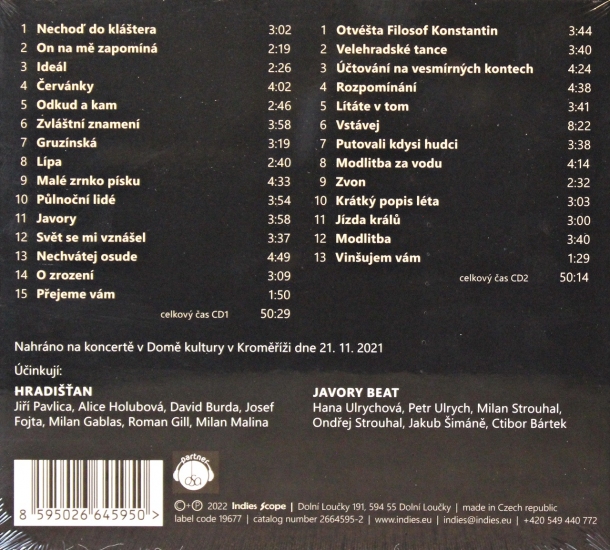 1 Nechoď do kláštera 3:02
2 On na mě zapomíná 2:19
3 Ideál 2:26
4 Červánky 4:02
5 Odkud a kam 2:46
6 Zvláštní znamení 3:58
7 Gruzínská 3:19
8 Lípa 2:40
9 Malé zrnko písku 4:33
10 Půlnoční lidé 3:54
11 Javory 3:58
12 Svět se mi vznášel 3:37
13 Nechvátej osude 4:49
14 O zrození 3:09
15 Přejeme vám 1:50
celkový čas CD1 50:29
1 Otvéšta Filosof Konstantin 3:44
2 Velehradské tance 3:40
3 Účtování na vesmírných kontech 4:24
4 Rozpomínání 4:38
5 Lítáte v tom 3:41
6 Vstávej 8:22
7 Putovali kdysi hudci 3:38
8 Modlitba za vodu 4:14
9 Zvon 2:32
10 Krátký popis léta 3:03
11 Jízda králů 3:00
12 Modlitba 3:40
13 Vinšujem vám 1:29
celkový čas CD2 50:14
Nahráno na koncertě v Domě kultury v Kroměříži dne 21. 11. 2021
Účinkují:
HRADIŠŤAN
Jiří Pavlica, Alice Holubová, David Burda, Josef
Fojta, Milan Gablas, Roman Gill, Milan Malina
JAVORY BEAT
Hana Ulrychová, Petr Ulrych, Milan Strouhal,
Ondřej Strouhal, Jakub Šimáně, Ctibor Bártek
8 595026 645950 >
partner
osa
©+℗ 2022 Indies Scope | Dolní Loučky 191, 594 55 Dolní Loučky | made in Czech republic
label code 19677 | catalog number 2664595-2 | www.indies.eu | indies@indies.eu | +420 549 440 772